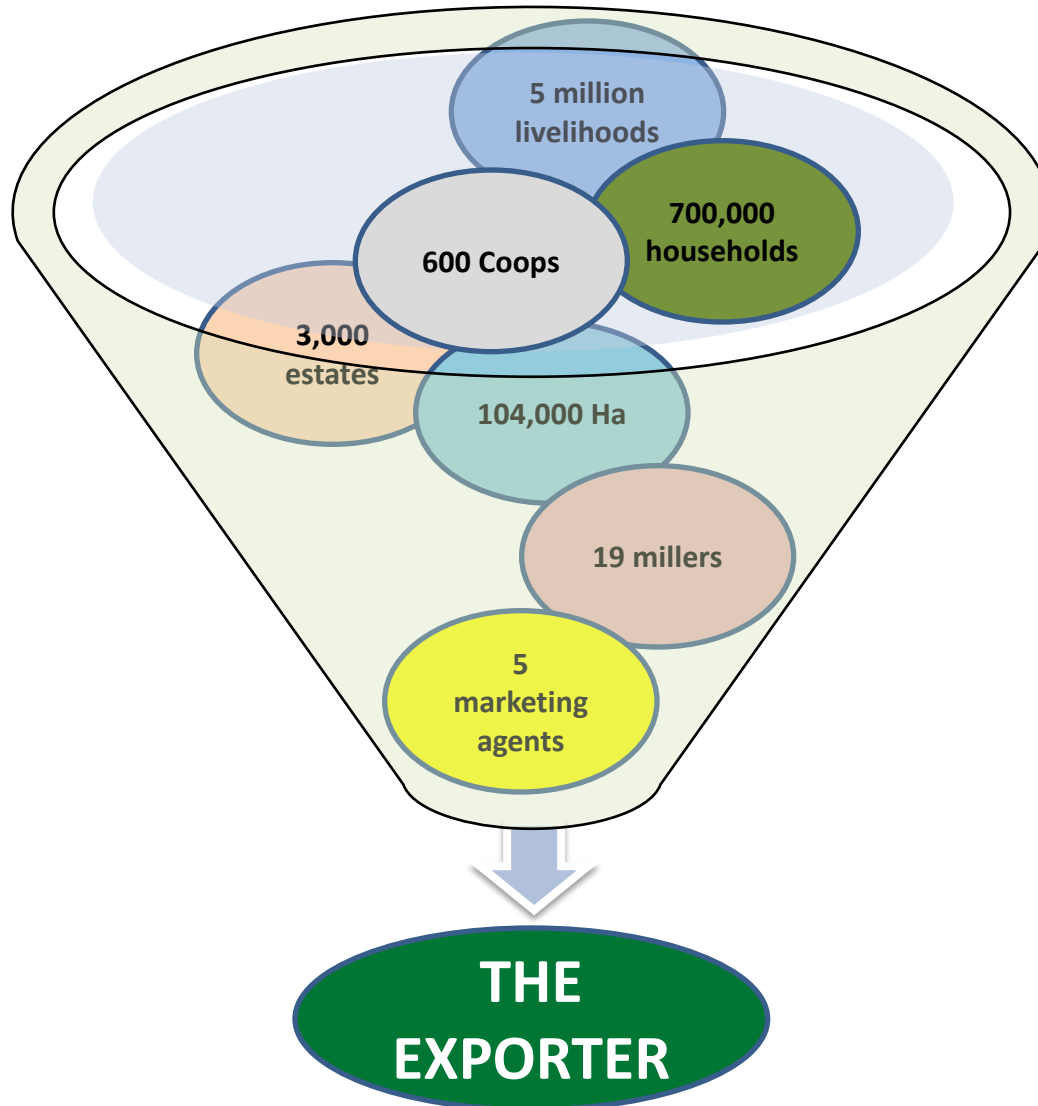 5 million
livelihoods
700,000
households
600 Coops
3,000
estates
104,000 Ha
19 millers
5
marketing
agents
THE
EXPORTER